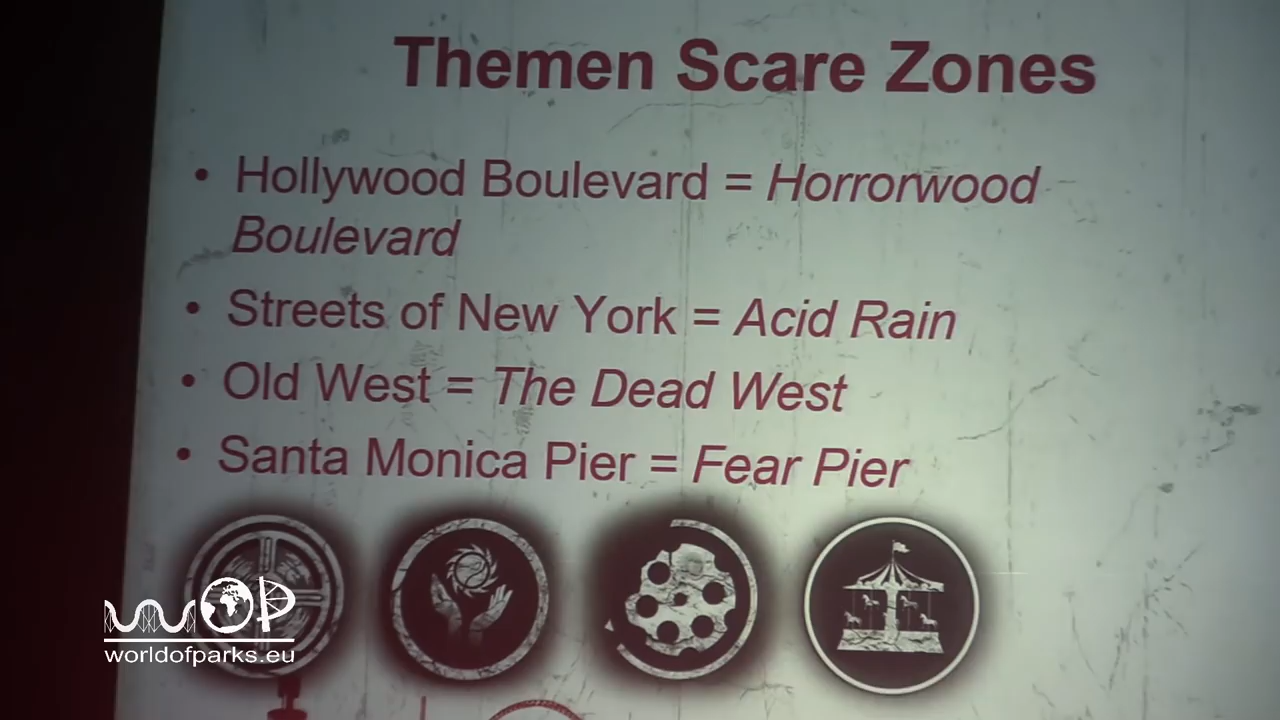 Themen Scare Zones
• Hollywood Boulevard = Horrorwood
Boulevard
• Streets of New York = Acid Rain
• Old West = The Dead West
• Santa Monica Pier = Fear Pier
WOP
worldofparks.eu